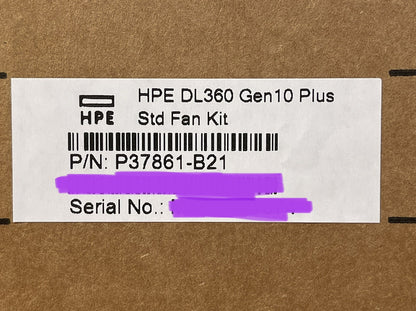 HPE DL360 Gen10 Plus
HPE Std Fan Kit
P/N: P37861-B21
Serial No.: